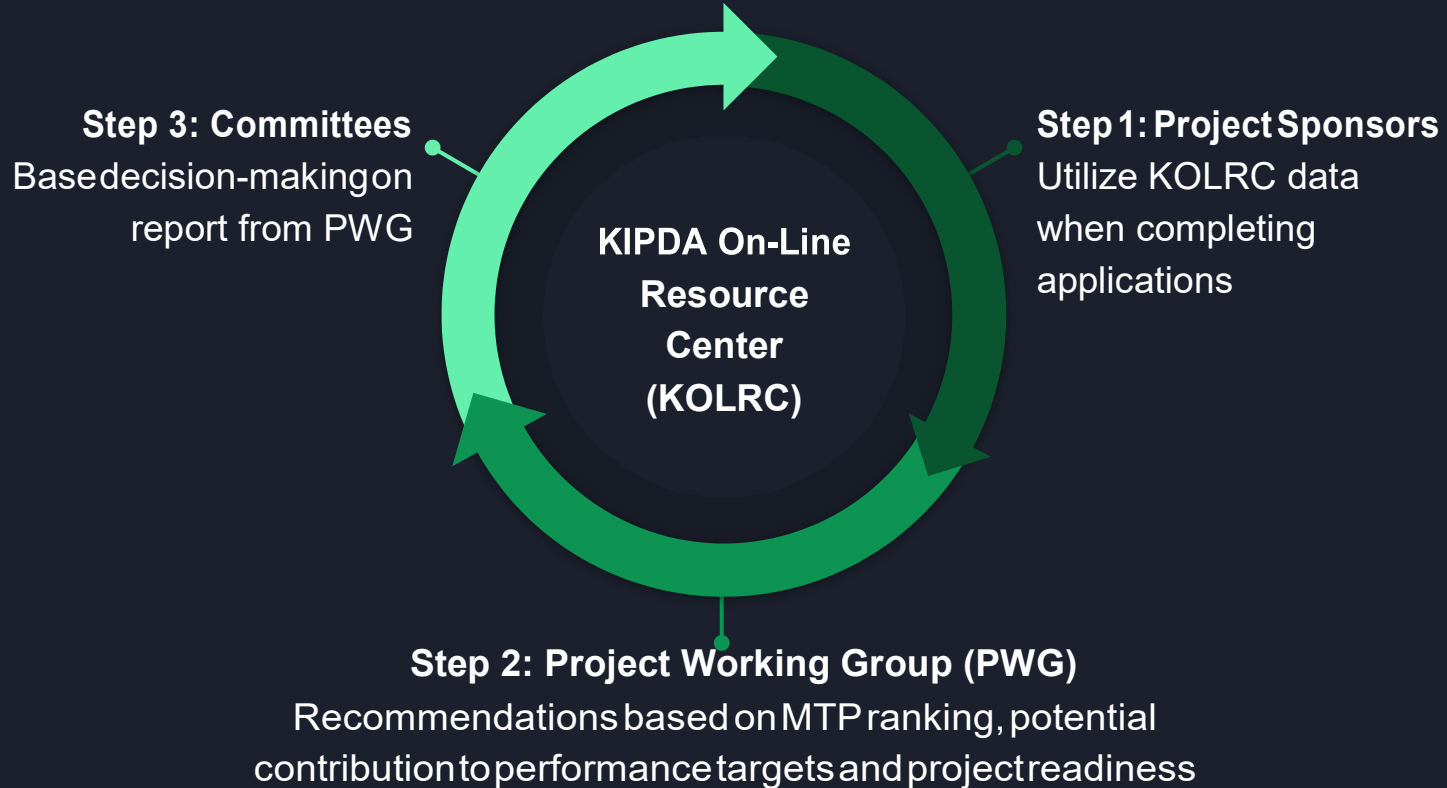 Step 3: Committees
Base decision-making on
report from PWG
KIPDA On-Line
Resource
Center
(KOLRC)
Step 1: Project Sponsors
Utilize KOLRC data
when completing
applications
Step 2: Project Working Group (PWG)
Recommendations based on MTP ranking, potential
contribution to performance targets and project readiness